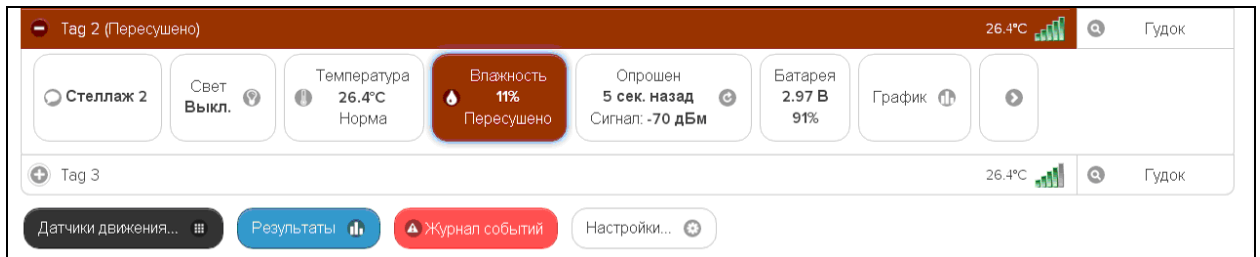 Tag 2 (Пересушено) 26.4°C Гудок
Стеллаж 2
Свет
Выкл.
Температура
26.4°C
Норма
Влажность
11%
Пересушено
Опрошен
5 сек. назад
Сигнал: -70 дБм
Батарея
2.97 В
91%
График
Tag 3 26.4°C Гудок
Датчики движения... Результаты Журнал событий Настройки...